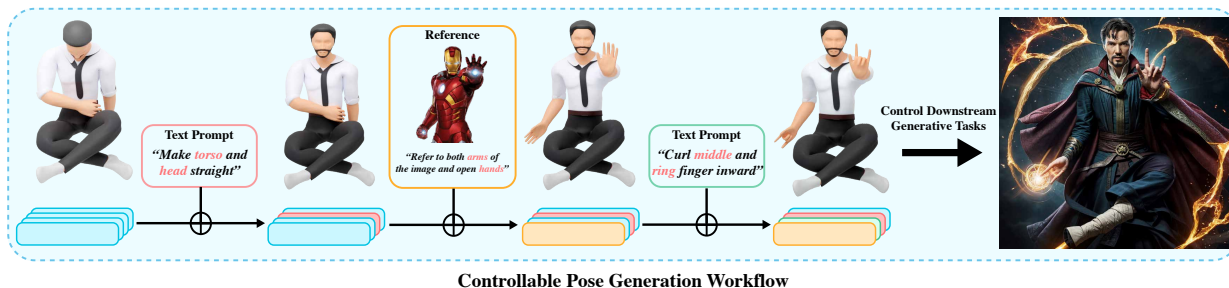 Text Prompt
“Make torso and
head straight”
Reference
“Refer to both arms of
the image and open hands”
Text Prompt
“Curl middle and
ring finger inward”
Control Downstream
Generative Tasks
Controllable Pose Generation Workflow